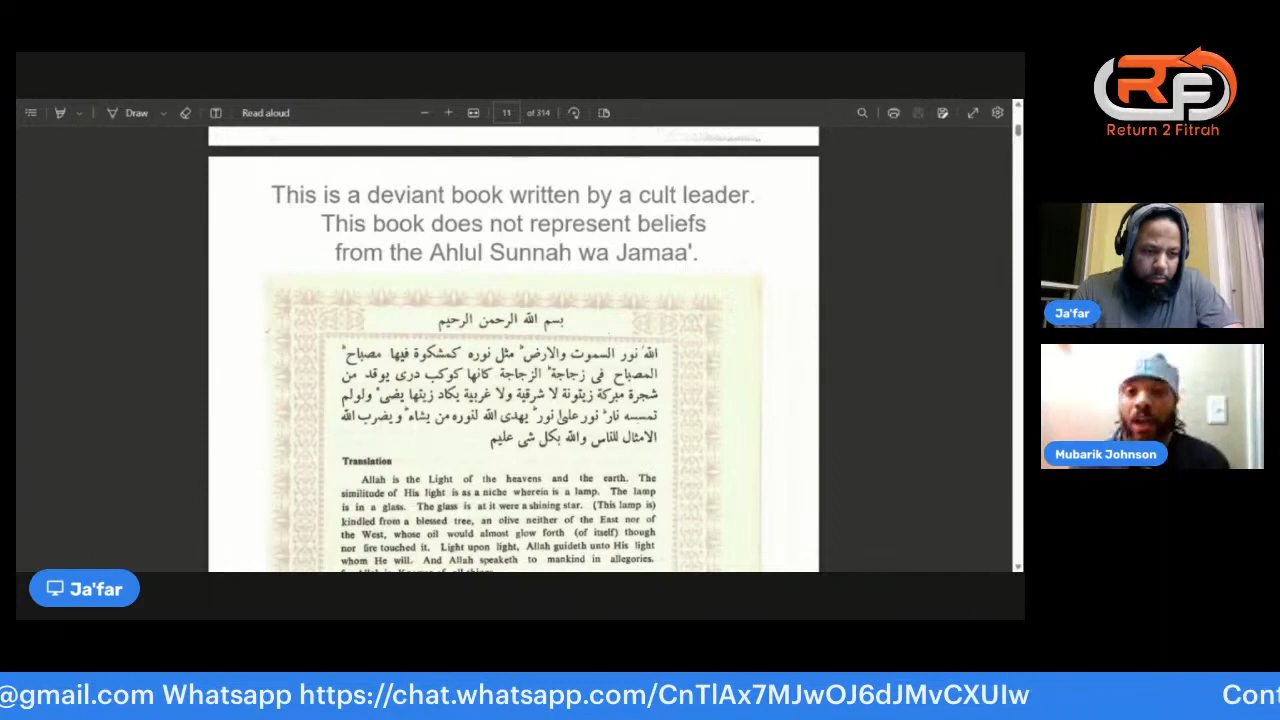 Draw
Read aloud
11 of 314
RF
Return 2 Fitrah
This is a deviant book written by a cult leader.
This book does not represent beliefs
from the Ahlul Sunnah wa Jamaa'.
بسم الله الرحمن الرحيم
الله نور السموت والارض مثل نوره كمشكوة فيها مصباح
المصباح فى زجاجة الزجاجة كانها كوكب درى يوقد من
شجرة مبركة زيتونة لا شرقية ولا غربية يكاد زيتها يضىء ولولم
تمسسه نار نور على نور يهدى الله لنوره من يشاء ويضرب الله
الامثال للناس والله بكل شى عليم
Translation
Allah is the Light of the heavens and the earth. The
similitude of His light is as a niche wherein is a lamp. The lamp
is in a glass. The glass is at it were a shining star. (This lamp is)
kindled from a blessed tree, an olive neither of the East nor of
the West, whose oil would almost glow forth (of itself) though
nor fire touched it. Light upon light, Allah guideth unto His light
whom He will. And Allah speaketh to mankind in allegories.
Ja'far
Mubarik Johnson
Ja'far
@gmail.com Whatsapp https://chat.whatsapp.com/CnTlAx7MJwOJ6dJMvCXUIw
Cont